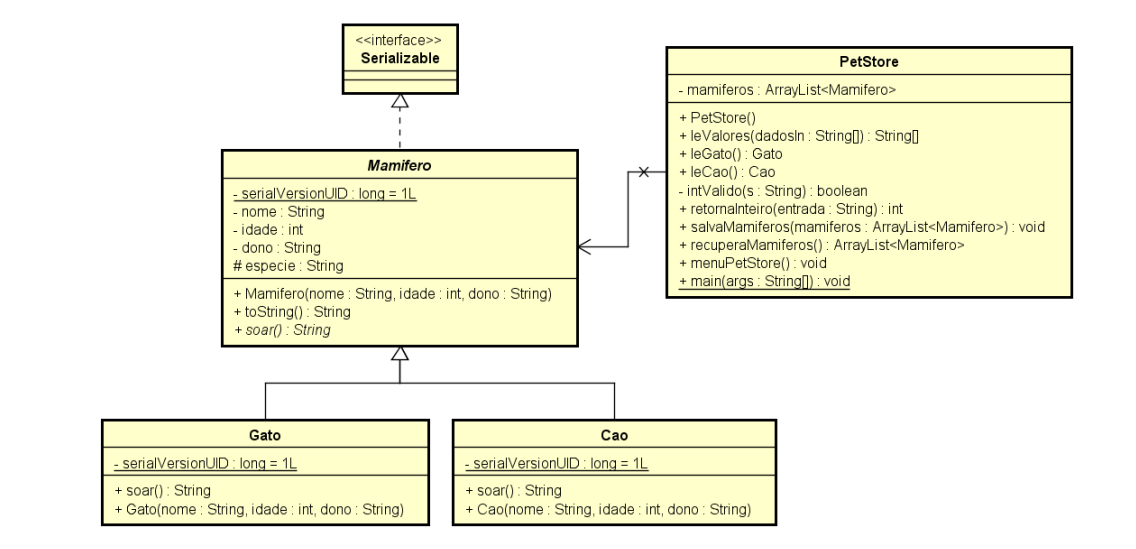 <<interface>>
Serializable
PetStore
- mamiferos : ArrayList<Mamifero>
+ PetStore()
+ leValores(dadosIn : String[]) : String[]
+ leGato() : Gato
+ leCao() : Cao
- intValido(s : String) : boolean
+ retornaInteiro(entrada : String) : int
+ salvaMamiferos(mamiferos : ArrayList<Mamifero>) : void
+ recuperaMamiferos() : ArrayList<Mamifero>
+ menuPetStore() : void
+ main(args : String[]) : void
Mamifero
- serialVersionUID : long = 1L
- nome : String
- idade : int
- dono : String
# especie : String
+ Mamifero(nome : String, idade : int, dono : String)
+ toString() : String
+ soar() : String
Gato
- serialVersionUID : long = 1L
+ soar() : String
+ Gato(nome : String, idade : int, dono : String)
Cao
- serialVersionUID : long = 1L
+ soar() : String
+ Cao(nome : String, idade : int, dono : String)